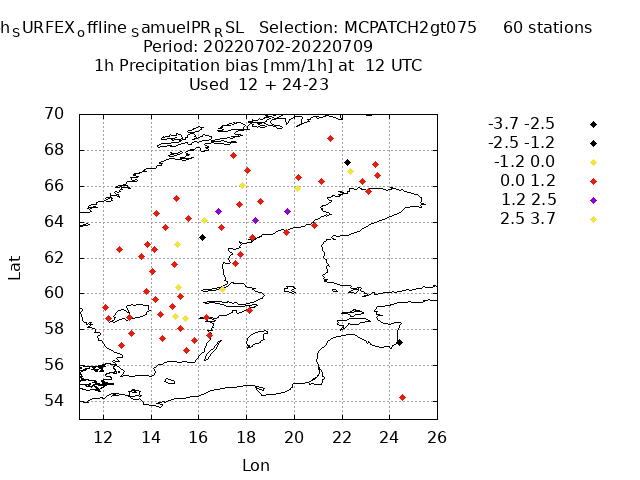 hSURFEXoffline SamuelPRRSL Selection: MCPATCH2gt075 60 stations
Period: 20220702-20220709
1h Precipitation bias [mm/1h] at 12 UTC
Used 12 + 24-23
-3.7 -2.5
-2.5 -1.2
-1.2 0.0
0.0 1.2
1.2 2.5
2.5 3.7
70
68
66
64
62
60
58
56
54
Lat
12 14 16 18 20 22 24 26
Lon